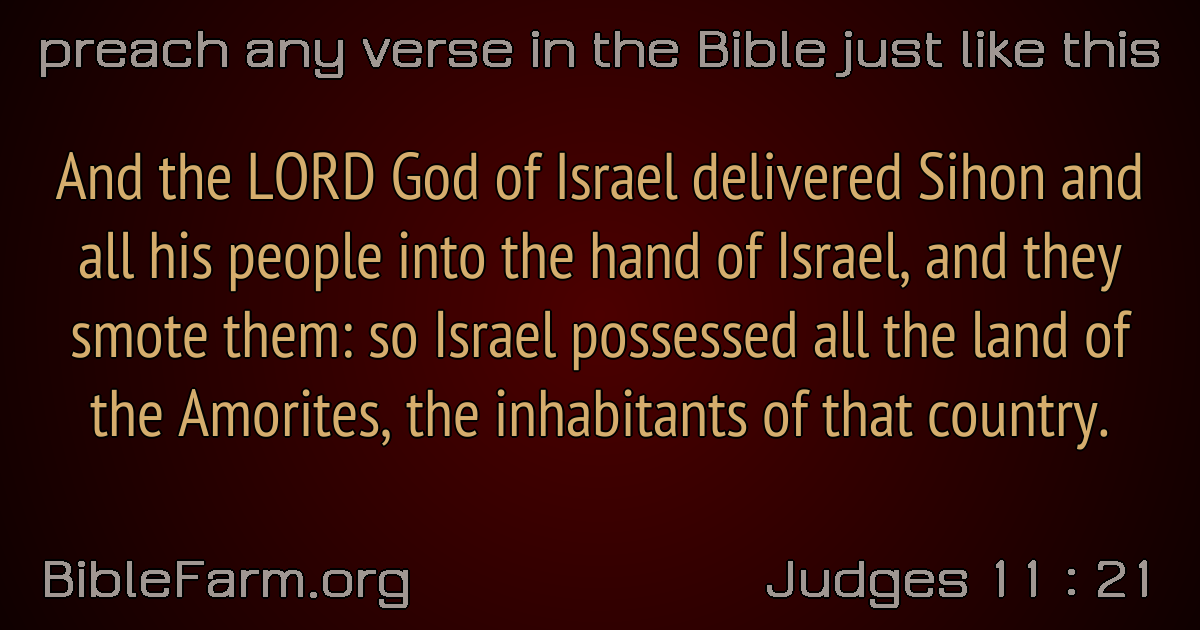 preach any verse in the Bible just like this
And the LORD God of Israel delivered Sihon and
all his people into the hand of Israel, and they
smote them: so Israel possessed all the land of
the Amorites, the inhabitants of that country.
BibleFarm.org
Judges 11 : 21